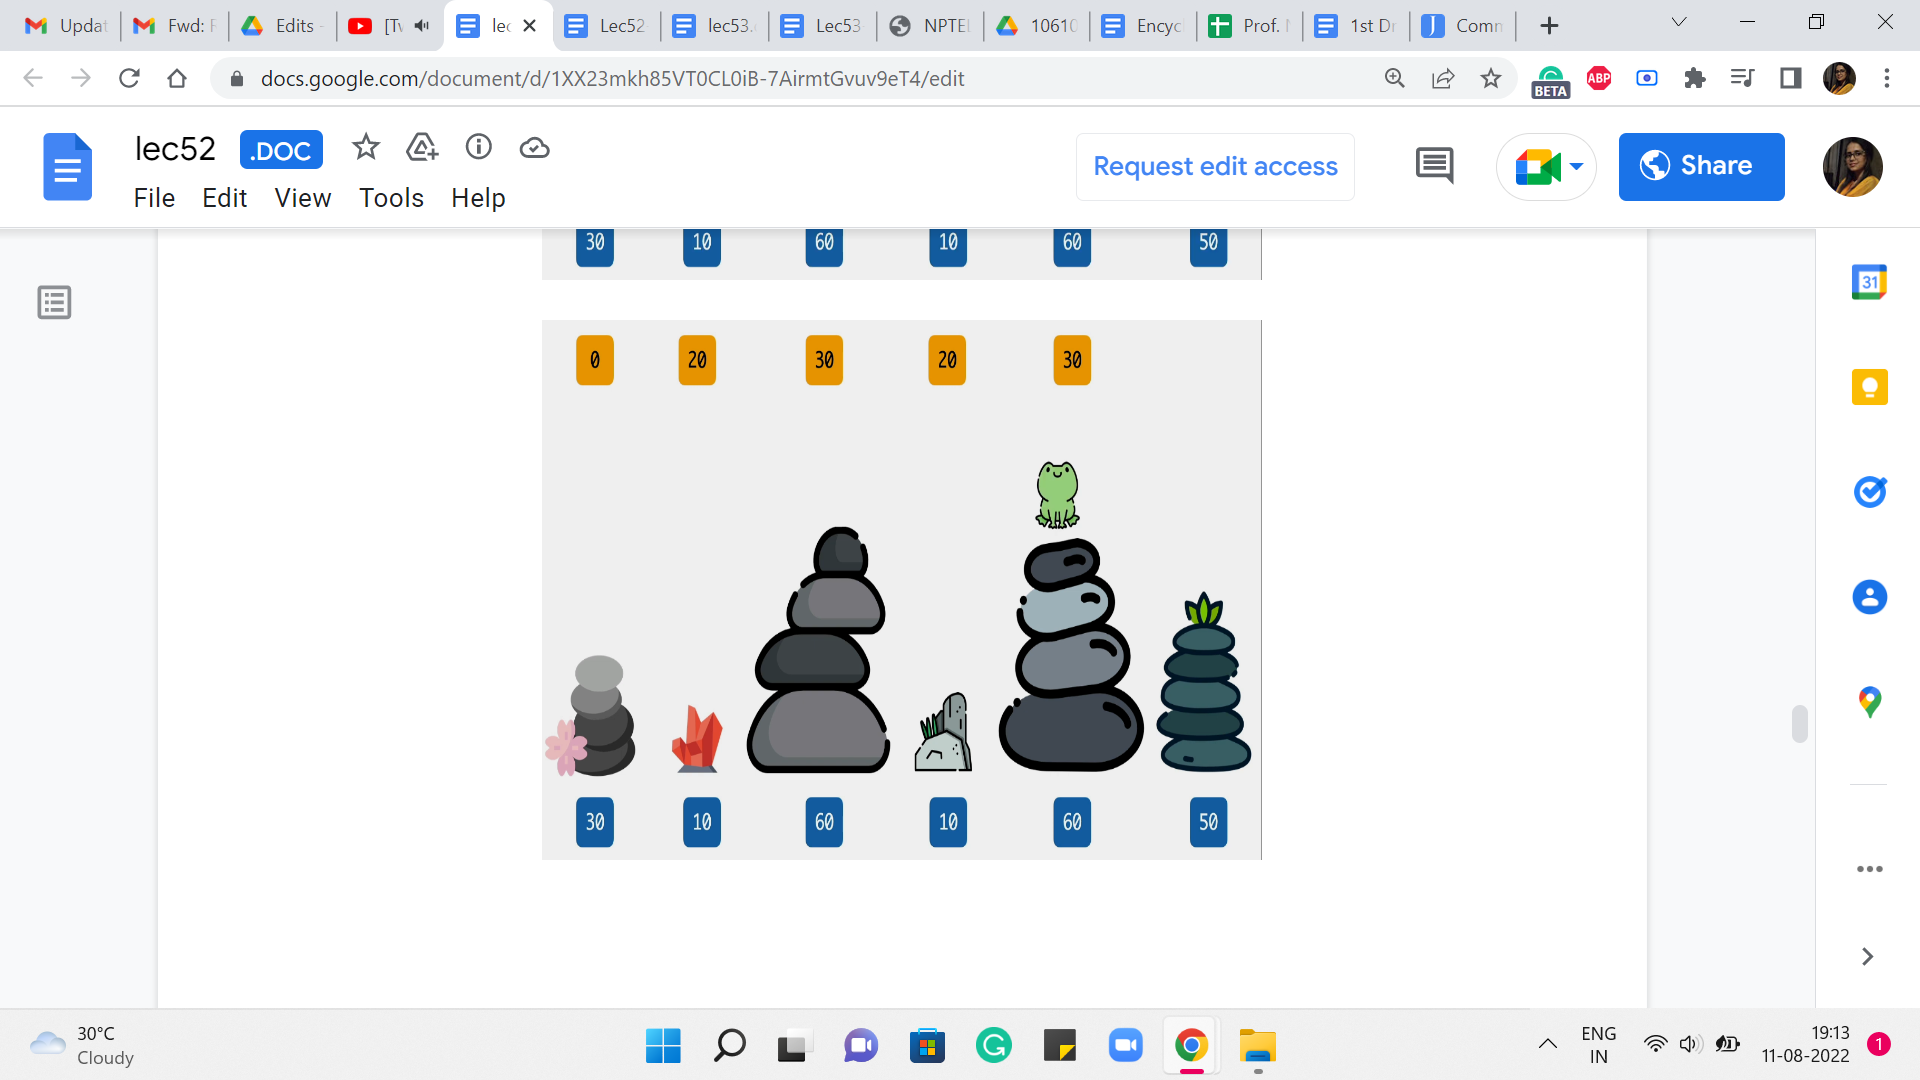 Updat
Fwd: F
Edits -
[Tv
lec
Lec52
lec53.
Lec53
NPTEL
10610
Encyc
Prof. 
1st Dr
Comm
docs.google.com/document/d/1XX23mkh85VT0CL0iB-7AirmtGvuv9eT4/edit
BETA
ABP
lec52 .DOC
File Edit View Tools Help
Request edit access
Share
30 10 60 10 60 50
0 20 30 20 30
30 10 60 10 60 50
31
30°C
Cloudy
ENG
IN
19:13
11-08-2022
1